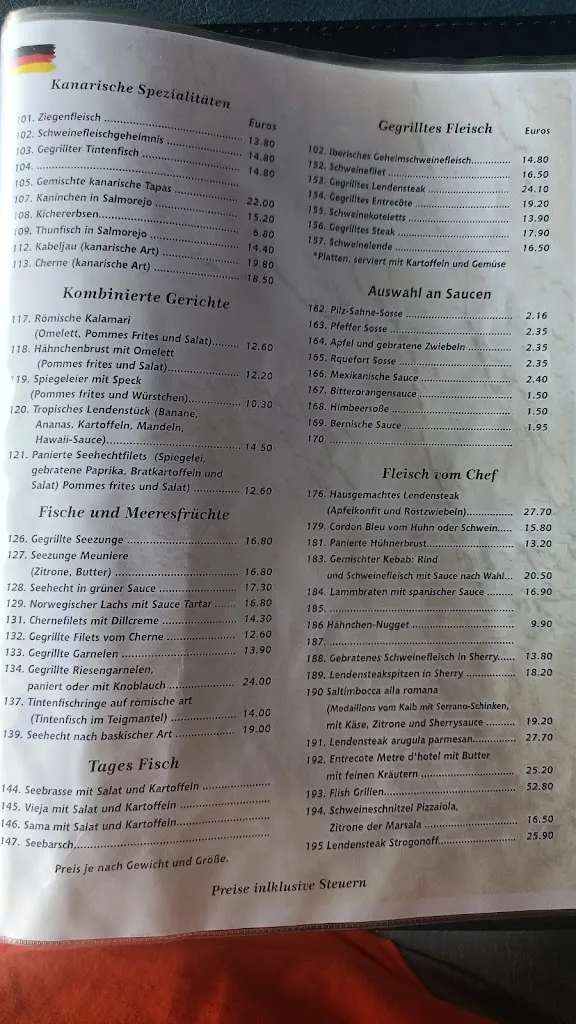 Kanarische Spezialitäten
Euros
101. Ziegenfleisch 13.80
102. Schweinefleischgeheimnis 14.80
103. Gegrillter Tintenfisch 14.80
104.
105. Gemischte kanarische Tapas 22.00
107. Kaninchen in Salmorejo 15.20
108. Kichererbsen 6.80
109. Thunfisch in Salmorejo 14.40
112. Kabeljau (kanarische Art) 19.80
113. Cherne (kanarische Art) 18.50
Kombinierte Gerichte
117. Römische Kalamari
(Omelett, Pommes Frites und Salat) 12.60
118. Hähnchenbrust mit Omelett
(Pommes frites und Salat) 12.20
119. Spiegeleier mit Speck
(Pommes frites und Würstchen) 10.30
120. Tropisches Lendenstück (Banane,
Ananas, Kartoffeln, Mandeln,
Hawaii-Sauce) 14.50
121. Panierte Seehechtfilets (Spiegelei,
gebratene Paprika, Bratkartoffeln und
Salat) Pommes frites und Salat) 12.60
Fische und Meeresfrüchte
126. Gegrillte Seezunge 16.80
127. Seezunge Meuniere
(Zitrone, Butter) 16.80
128. Seehecht in grüner Sauce 17.30
129. Norwegischer Lachs mit Sauce Tartar 16.80
131. Chernefilets mit Dillcreme 14.30
132. Gegrillte Filets vom Cherne 12.60
133. Gegrillte Garnelen 13.90
134. Gegrillte Riesengarnelen,
paniert oder mit Knoblauch 24.00
137. Tintenfischringe auf römische art
(Tintenfisch im Teigmantel) 14.00
139. Seehecht nach baskischer Art 19.00
Tages Fisch
144. Seebrasse mit Salat und Kartoffeln
145. Vieja mit Salat und Kartoffeln
146. Sama mit Salat und Kartoffeln
147. Seebarsch
Preis je nach Gewicht und Größe.
Gegrilltes Fleisch
Euros
102. Iberisches Geheimschweinefleisch 14.80
152. Schweinefilet 16.50
153. Gegrilltes Lendensteak 24.10
154. Gegrilltes Entrecôte 19.20
155. Schweinekoteletts 13.90
156. Gegrilltes Steak 17.90
157. Schweinelende 16.50
*Platten, serviert mit Kartoffeln und Gemüse
Auswahl an Saucen
162. Pilz-Sahne-Sosse 2.16
163. Pfeffer Sosse 2.35
164. Apfel und gebratene Zwiebeln 2.35
165. Rquefort Sosse 2.35
166. Mexikanische Sauce 2.40
167. Bitterorangensauce 1.50
168. Himbeersoße 1.50
169. Bernische Sauce 1.95
170.
Fleisch vom Chef
176. Hausgemachtes Lendensteak
(Apfelkonfit und Röstzwiebeln) 27.70
179. Cordon Bleu vom Huhn oder Schwein 15.80
181. Panierte Hühnerbrust 13.20
183. Gemischter Kebab: Rind
und Schweinefleisch mit Sauce nach Wahl 20.50
184. Lammbraten mit spanischer Sauce 16.90
185.
186 Hähnchen-Nugget 9.90
187.
188. Gebratenes Schweinefleisch in Sherry 13.80
189. Lendensteakspitzen in Sherry 18.20
190 Saltimbocca alla romana
(Medaillons vom Kalb mit Serrano-Schinken,
mit Käse, Zitrone und Sherrysauce 19.20
191. Lendensteak arugula parmesan 27.70
192. Entrecote Metre d'hotel mit Butter
mit feinen Kräutern 25.20
193. Flish Grillen 52.80
194. Schweineschnitzel Pizzaiola,
Zitrone der Marsala 16.50
195 Lendensteak Strogonoff 25.90
Preise inlklusive Steuern